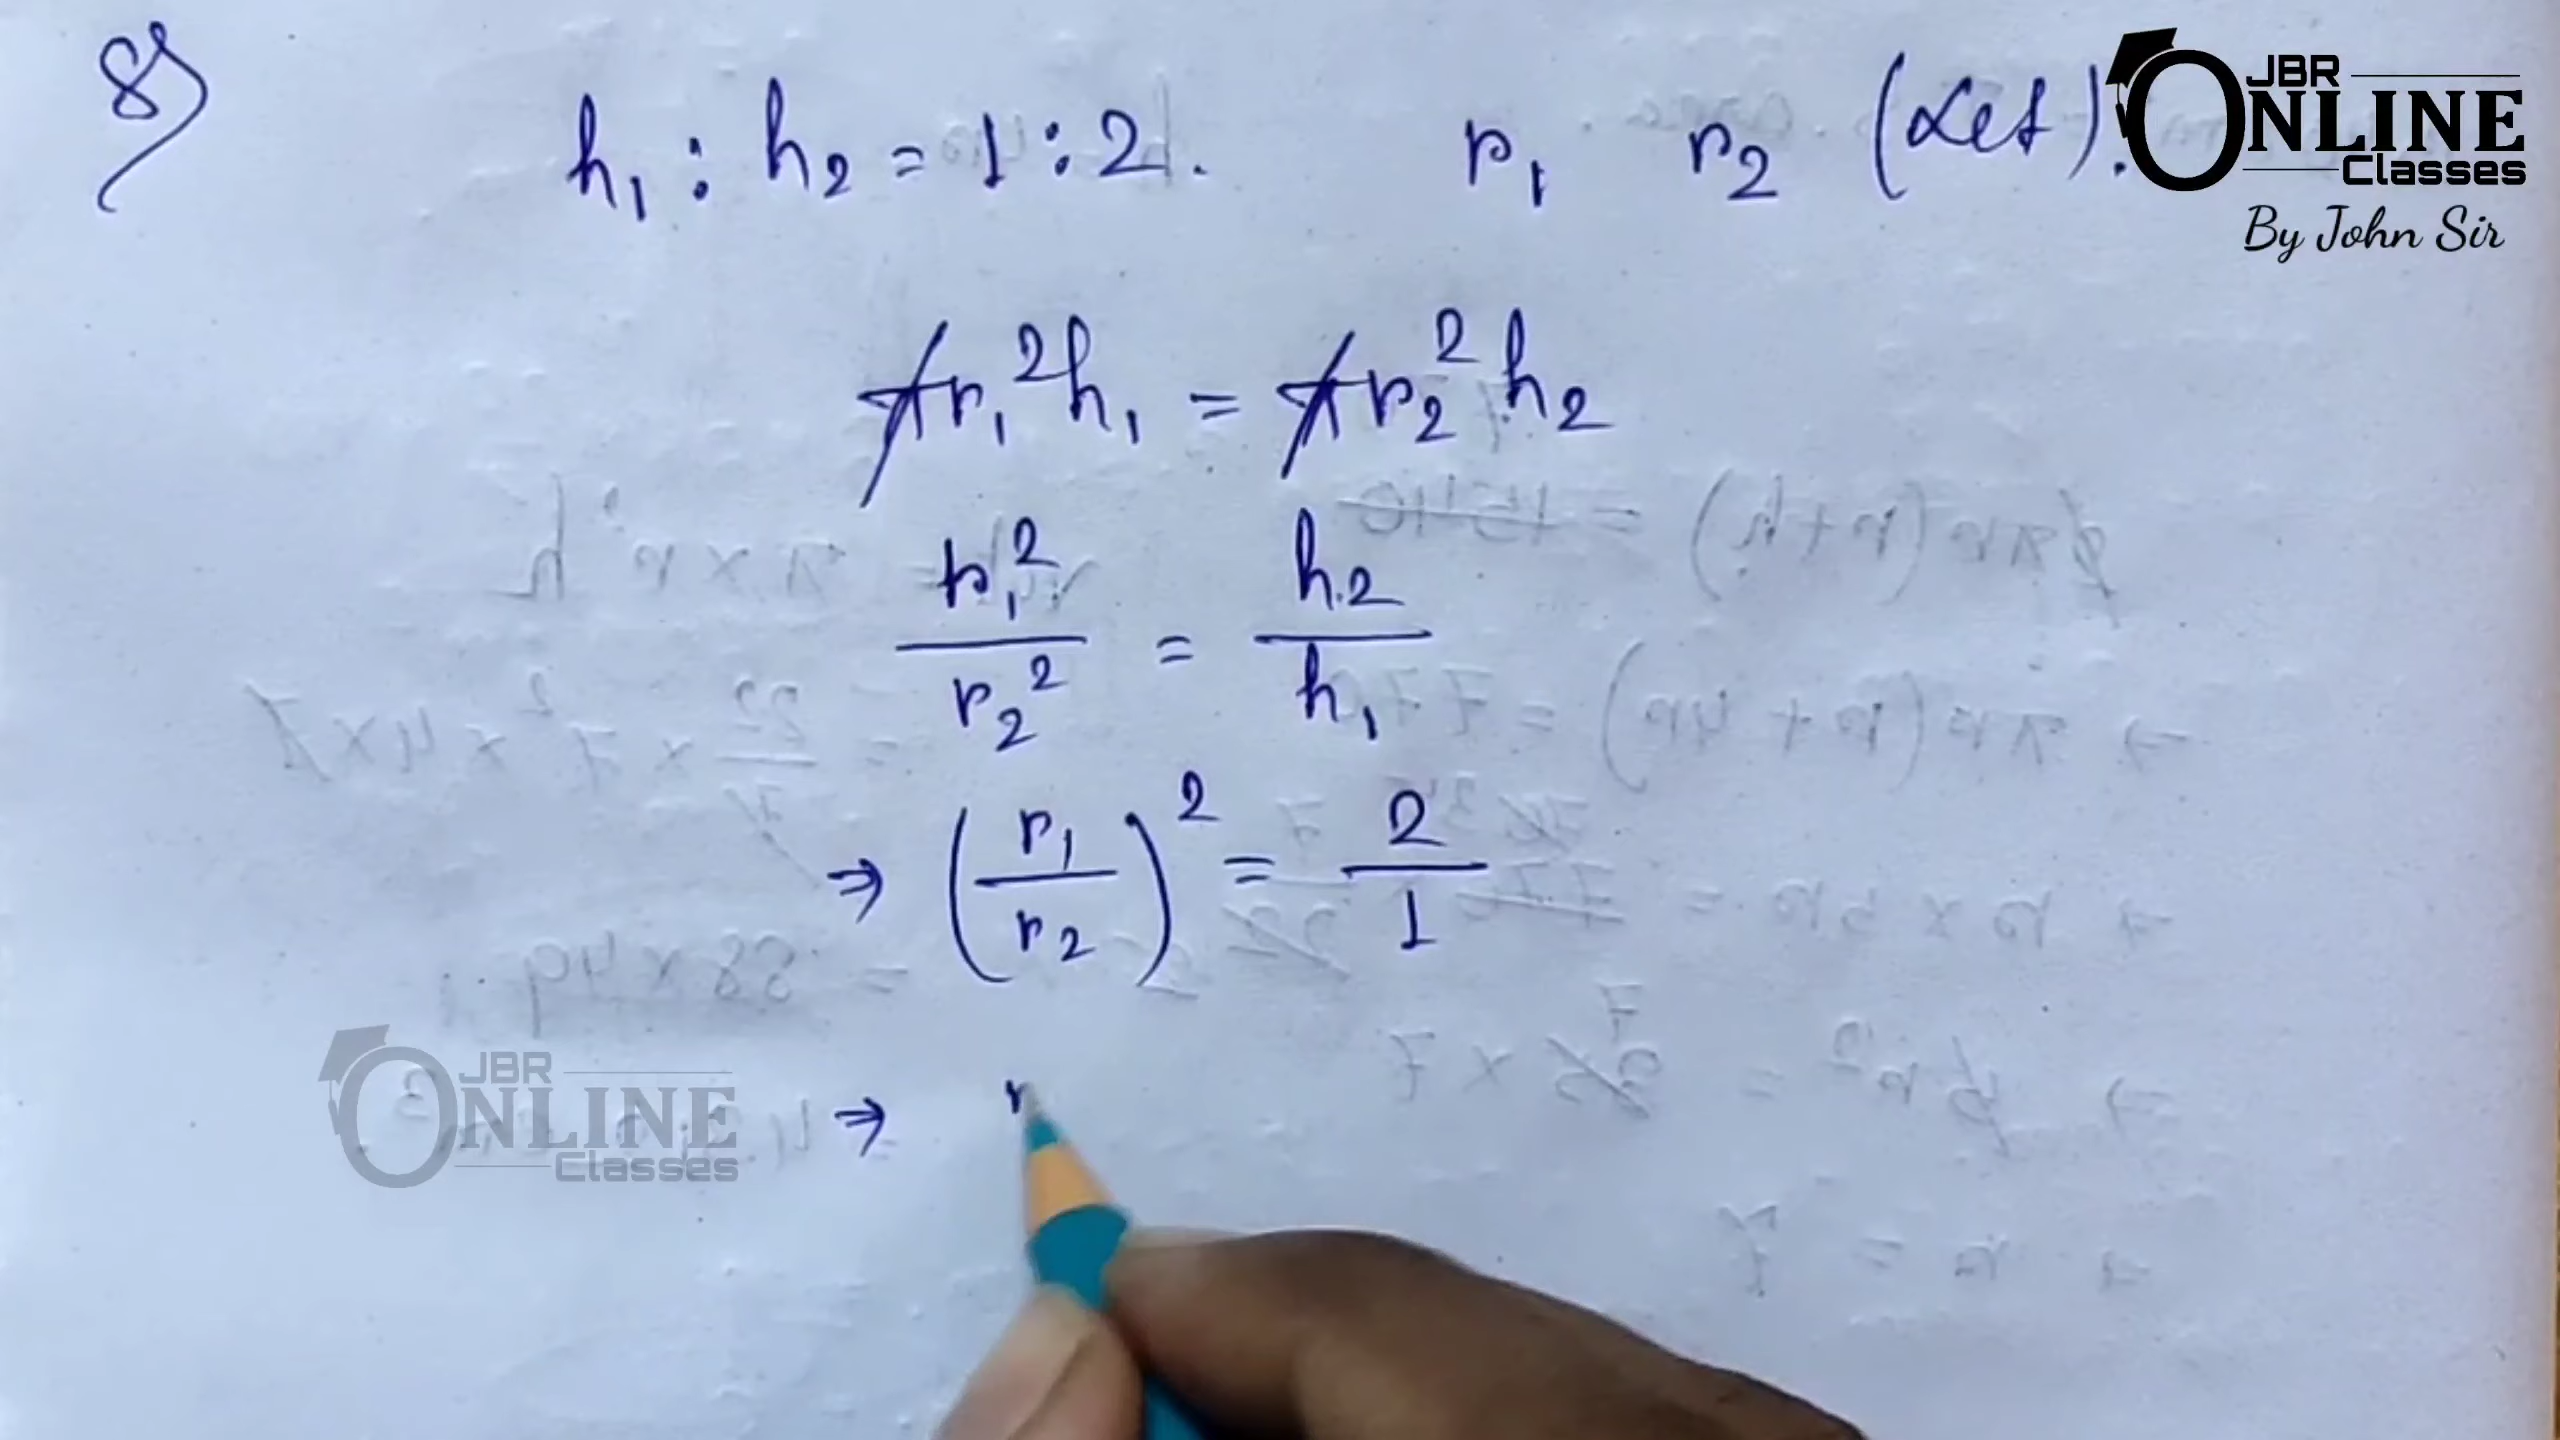 8)
h₁ : h₂ = 1 : 2. r₁ r₂ (Let).
JBR
ONLINE
Classes
By John Sir
πr₁²h₁ = πr₂²h₂
r₁²/r₂² = h₂/h₁
⇒ (r₁/r₂)² = 2/1
JBR
ONLINE
Classes
⇒ r